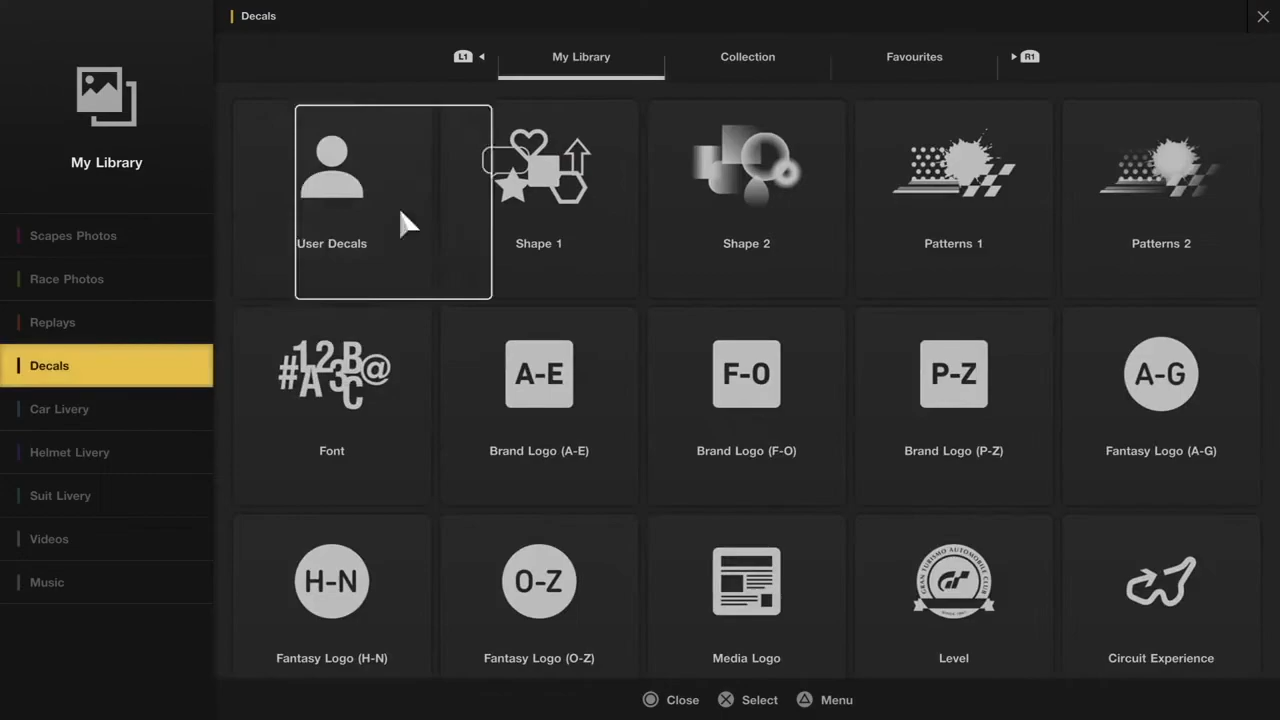 Decals
L1
My Library
Collection
Favourites
R1
My Library
Scapes Photos
Race Photos
Replays
Decals
Car Livery
Helmet Livery
Suit Livery
Videos
Music
User Decals
Shape 1
Shape 2
Patterns 1
Patterns 2
#123B@
A C
Font
A-E
Brand Logo (A-E)
F-O
Brand Logo (F-O)
P-Z
Brand Logo (P-Z)
A-G
Fantasy Logo (A-G)
H-N
Fantasy Logo (H-N)
O-Z
Fantasy Logo (O-Z)
Media Logo
GRAN TURISMO AUTOMOBILE CLUB
Level
Circuit Experience
Close
Select
Menu